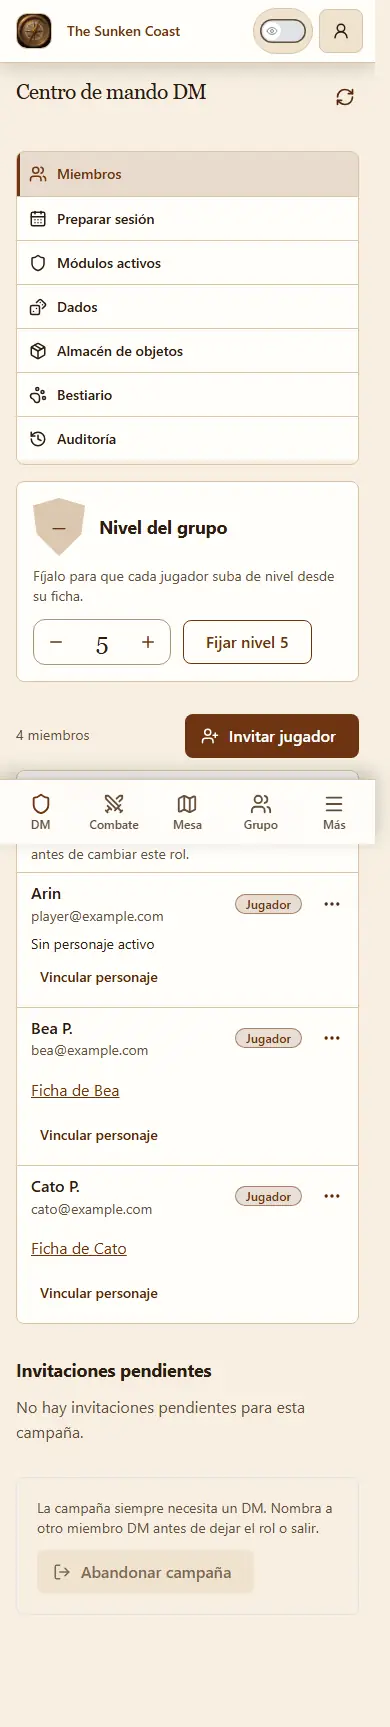 The Sunken Coast
Centro de mando DM
Miembros
Preparar sesión
Módulos activos
Dados
Almacén de objetos
Bestiario
Auditoría
Nivel del grupo
Fíjalo para que cada jugador suba de nivel desde
su ficha.
5
Fijar nivel 5
4 miembros
Invitar jugador
DM
Combate
Mesa
Grupo
Más
antes de cambiar este rol.
Arin
player@example.com
Jugador
Sin personaje activo
Vincular personaje
Bea P.
bea@example.com
Jugador
Ficha de Bea
Vincular personaje
Cato P.
cato@example.com
Jugador
Ficha de Cato
Vincular personaje
Invitaciones pendientes
No hay invitaciones pendientes para esta
campaña.
La campaña siempre necesita un DM. Nombra a
otro miembro DM antes de dejar el rol o salir.
Abandonar campaña